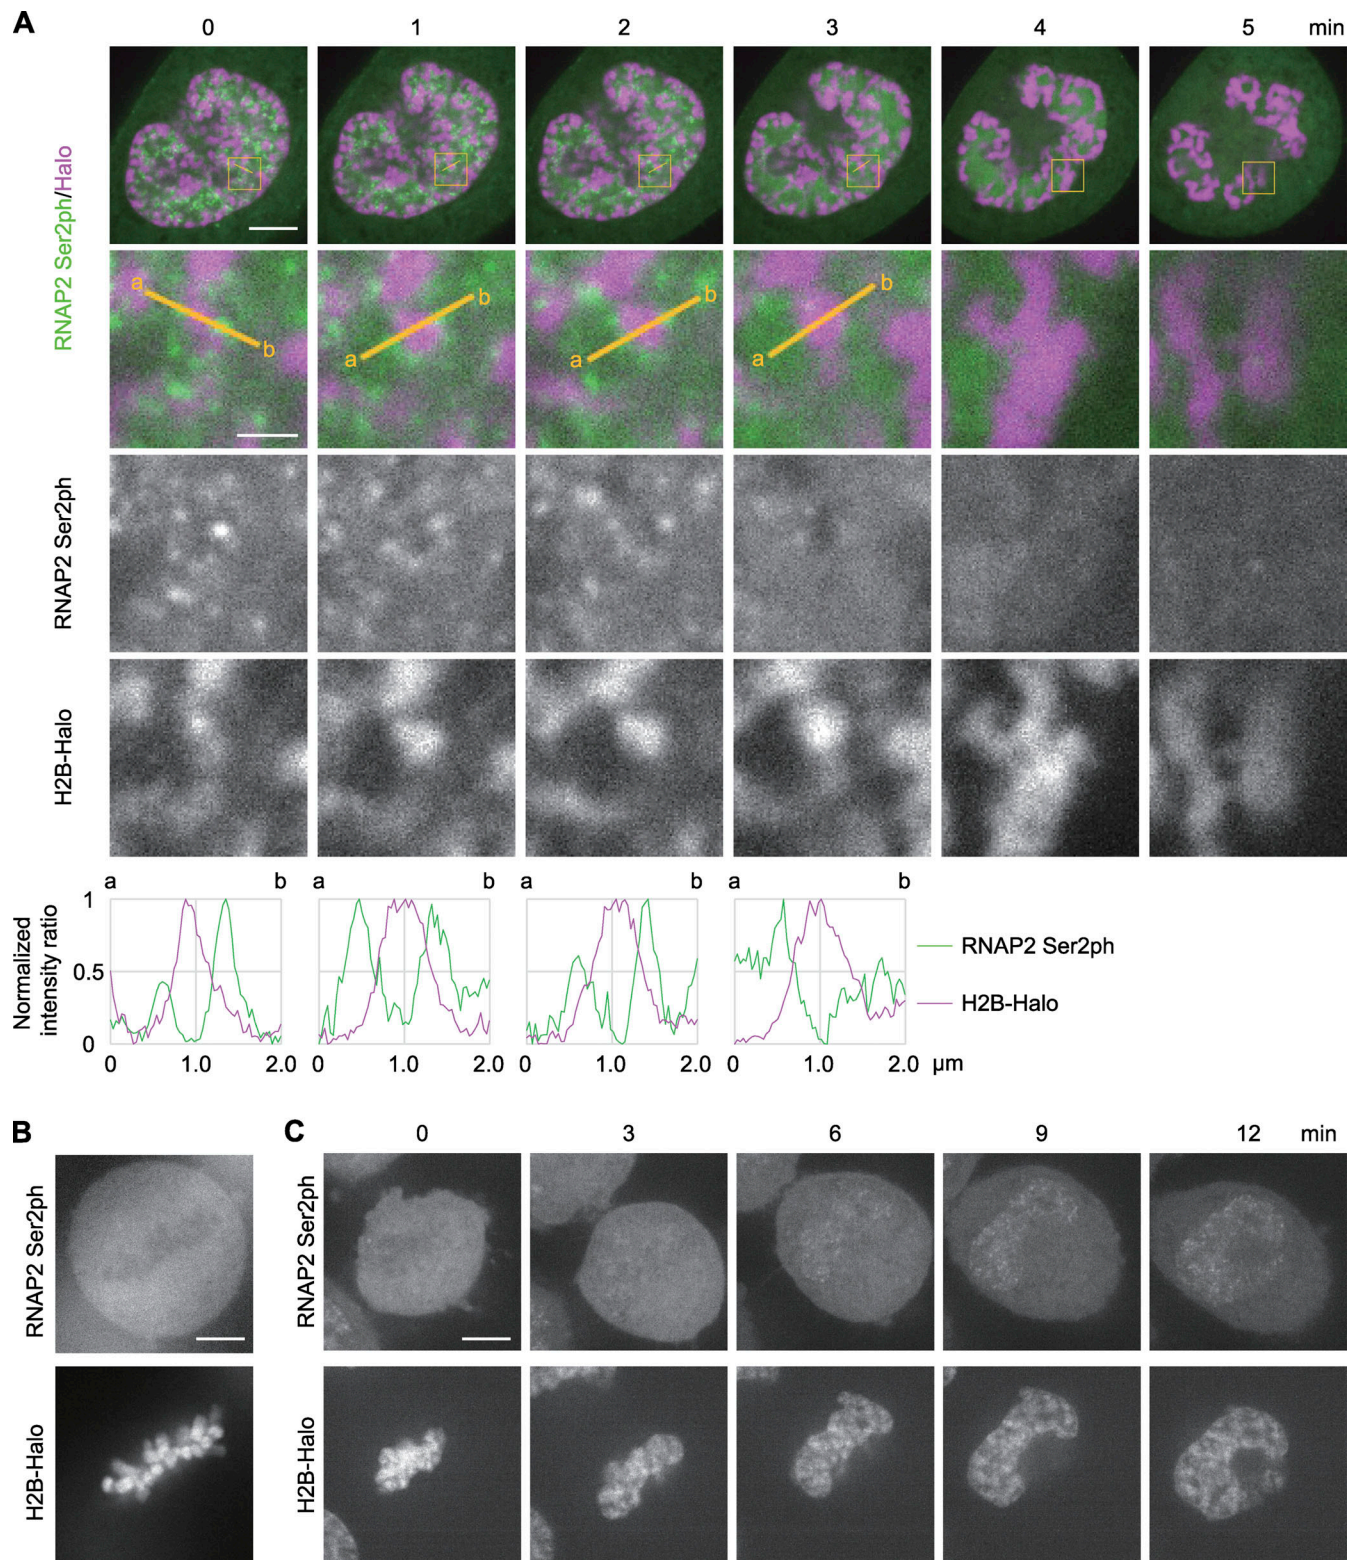 A
0 1 2 3 4 5 min
RNAP2 Ser2ph/Halo
a b a b a b a b
RNAP2 Ser2ph
H2B-Halo
a b a b a b a b
Normalized
intensity ratio
1
0.5
0
RNAP2 Ser2ph
H2B-Halo
0 1.0 2.0 0 1.0 2.0 0 1.0 2.0 0 1.0 2.0 µm
B
RNAP2 Ser2ph
H2B-Halo
C
0 3 6 9 12 min
RNAP2 Ser2ph
H2B-Halo